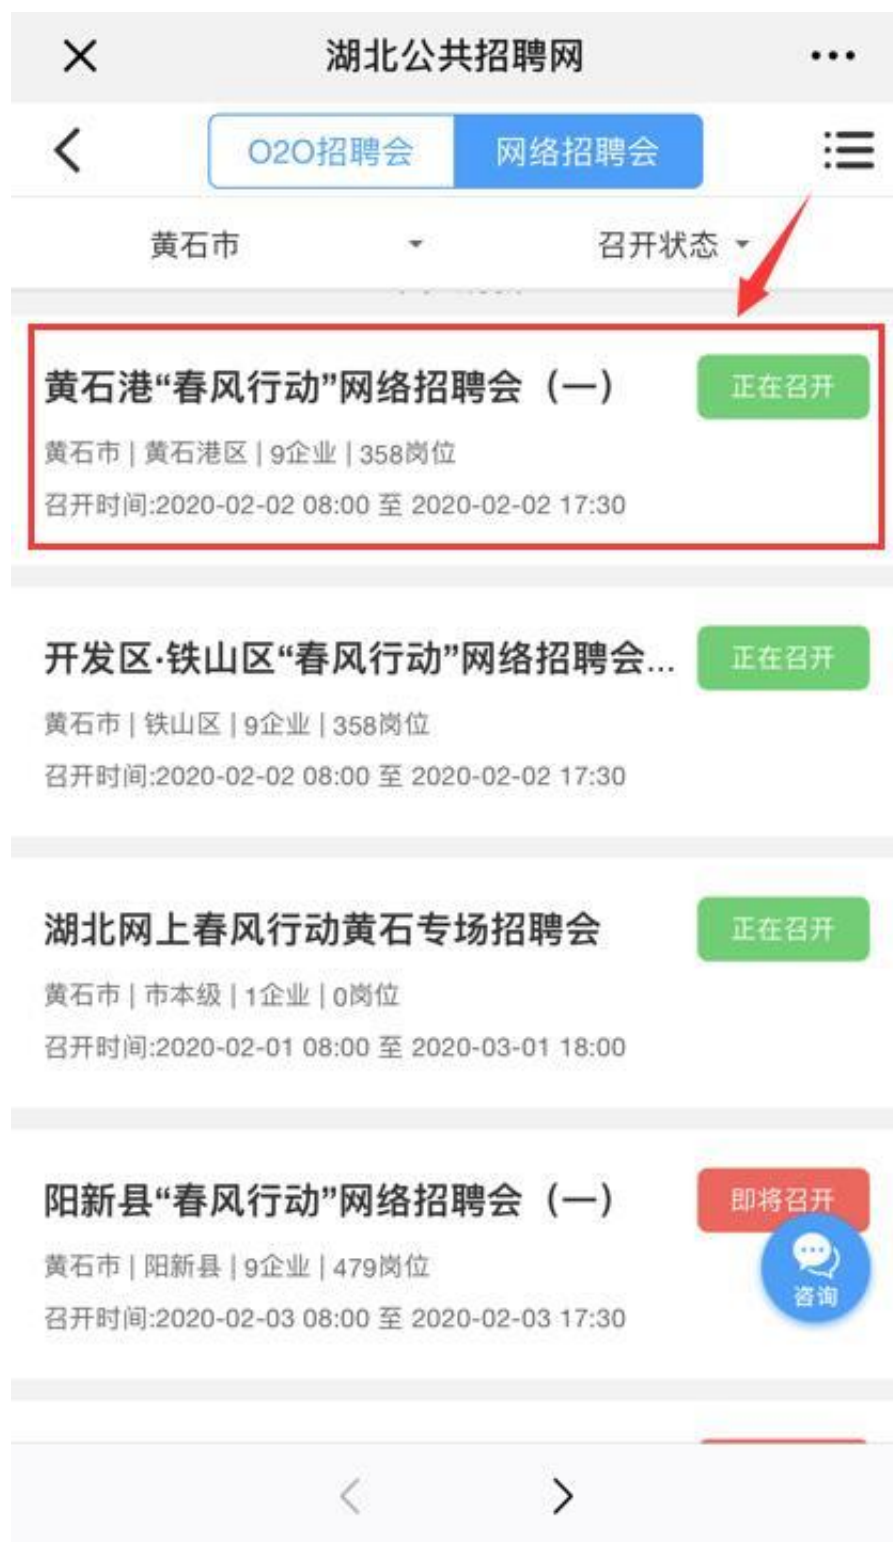 湖北公共招聘网
O2O招聘会 网络招聘会
黄石市 召开状态
黄石港“春风行动”网络招聘会（一） 正在召开
黄石市 | 黄石港区 | 9企业 | 358岗位
召开时间:2020-02-02 08:00 至 2020-02-02 17:30
开发区·铁山区“春风行动”网络招聘会... 正在召开
黄石市 | 铁山区 | 9企业 | 358岗位
召开时间:2020-02-02 08:00 至 2020-02-02 17:30
湖北网上春风行动黄石专场招聘会 正在召开
黄石市 | 市本级 | 1企业 | 0岗位
召开时间:2020-02-01 08:00 至 2020-03-01 18:00
阳新县“春风行动”网络招聘会（一） 即将召开
黄石市 | 阳新县 | 9企业 | 479岗位
咨询
召开时间:2020-02-03 08:00 至 2020-02-03 17:30